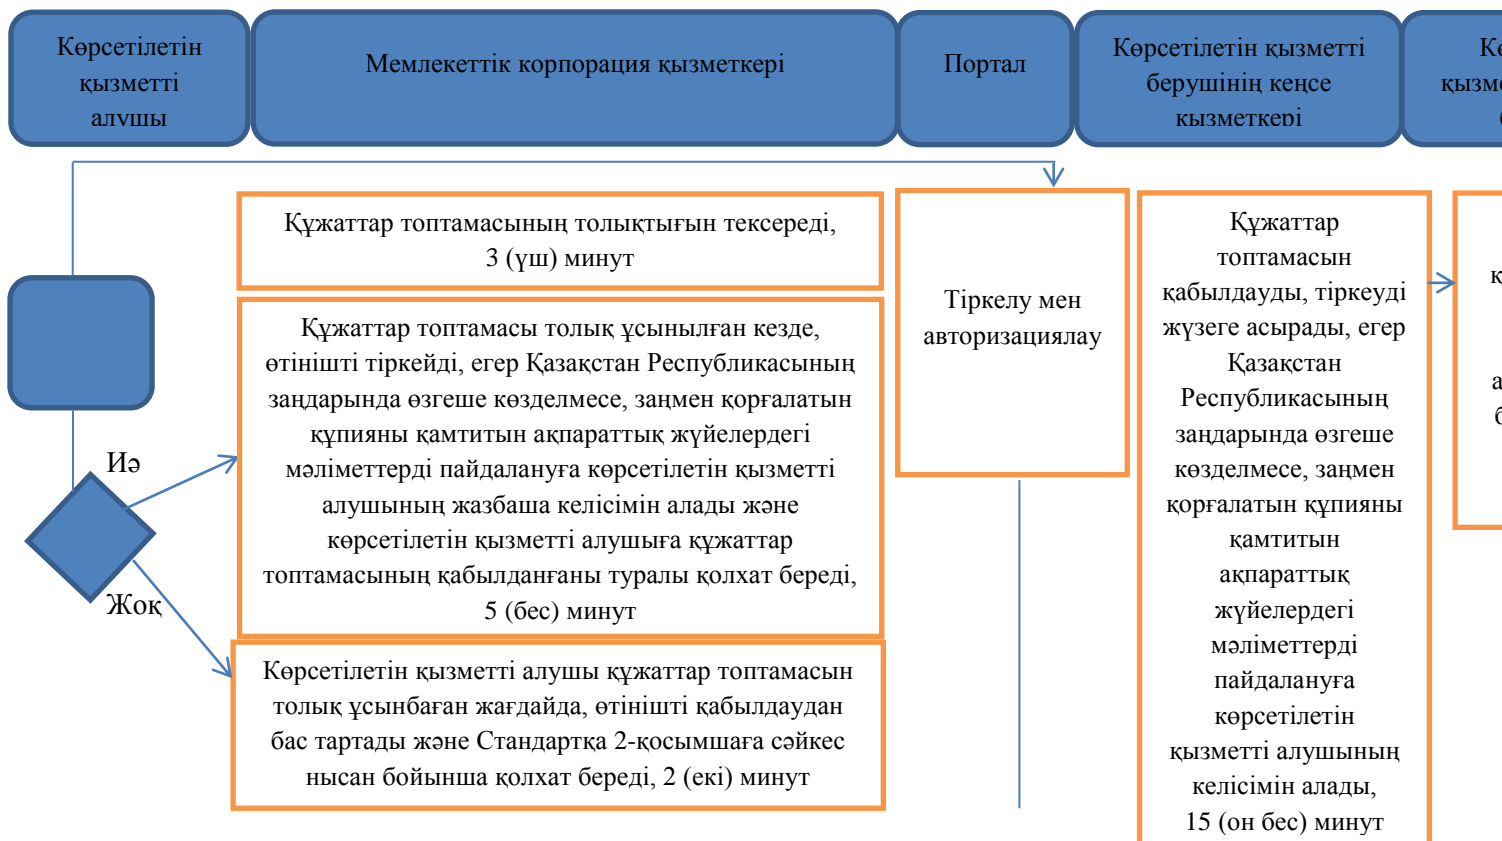 Көрсетілетін
қызметті
алушы
Мемлекеттік корпорация қызметкері
Портал
Көрсетілетін қызметті
берушінің кеңсе
қызметкері
Құжаттар топтамасының толықтығын тексереді,
3 (үш) минут
Құжаттар топтамасы толық ұсынылған кезде,
өтінішті тіркейді, егер Қазақстан Республикасының
заңдарында өзгеше көзделмесе, заңмен қорғалатын
құпияны қамтитын ақпараттық жүйелердегі
мәліметтерді пайдалануға көрсетілетін қызметті
алушының жазбаша келісімін алады және
көрсетілетін қызметті алушыға құжаттар
топтамасының қабылданғаны туралы қолхат береді,
5 (бес) минут
Көрсетілетін қызметті алушы құжаттар топтамасын
толық ұсынбаған жағдайда, өтінішті қабылдаудан
бас тартады және Стандартқа 2-қосымшаға сәйкес
нысан бойынша қолхат береді, 2 (екі) минут
Иә
Жоқ
Тіркелу мен
авторизациялау
Құжаттар
топтамасын
қабылдауды, тіркеуді
жүзеге асырады, егер
Қазақстан
Республикасының
заңдарында өзгеше
көзделмесе, заңмен
қорғалатын құпияны
қамтитын
ақпараттық
жүйелердегі
мәліметтерді
пайдалануға
көрсетілетін
қызметті алушының
келісімін алады,
15 (он бес) минут